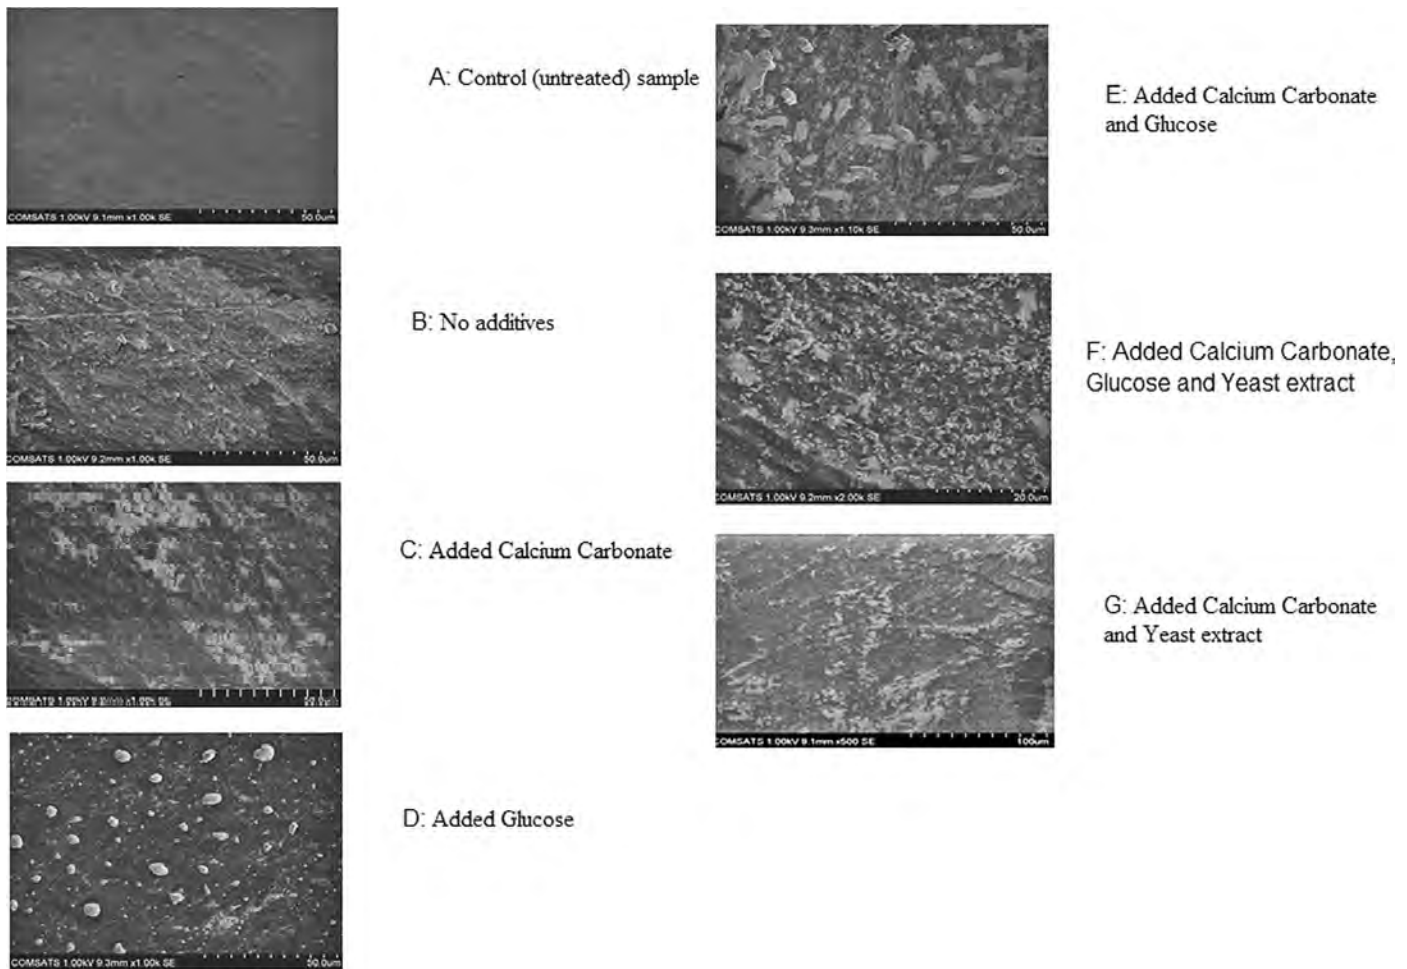 A: Control (untreated) sample
COMSATS 1.00kV 9.1mm x1.00k SE 50.0um
B: No additives
COMSATS 1.00kV 9.2mm x1.00k SE 50.0um
C: Added Calcium Carbonate
x1.00k SE
D: Added Glucose
COMSATS 1.00kV 9.3mm x1.00k SE 50.0um
E: Added Calcium Carbonate
and Glucose
COMSATS 1.00kV 9.3mm x1.10k SE 50.0um
F: Added Calcium Carbonate,
Glucose and Yeast extract
COMSATS 1.00kV 9.2mm x2.00k SE 20.0um
G: Added Calcium Carbonate
and Yeast extract
COMSATS 1.00kV 9.1mm x500 SE 100um